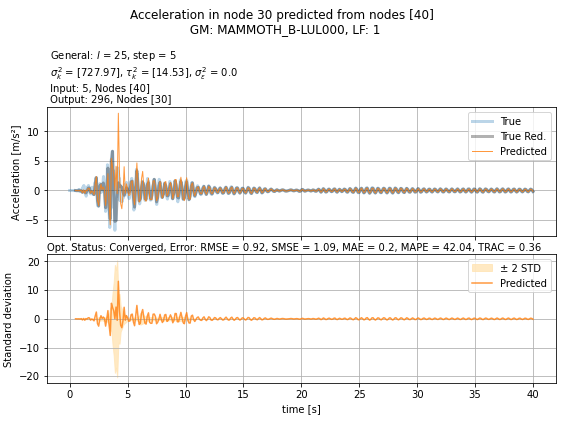 Acceleration in node 30 predicted from nodes [40]
GM: MAMMOTH_B-LUL000, LF: 1
General: l = 25, step = 5
σ²ₖ = [727.97], τ²ₖ = [14.53], σ²ε = 0.0
Input: 5, Nodes [40]
Output: 296, Nodes [30]
Acceleration [m/s²]
10
5
0
−5
True
True Red.
Predicted
Opt. Status: Converged, Error: RMSE = 0.92, SMSE = 1.09, MAE = 0.2, MAPE = 42.04, TRAC = 0.36
Standard deviation
20
10
0
−10
−20
± 2 STD
Predicted
0 5 10 15 20 25 30 35 40
time [s]